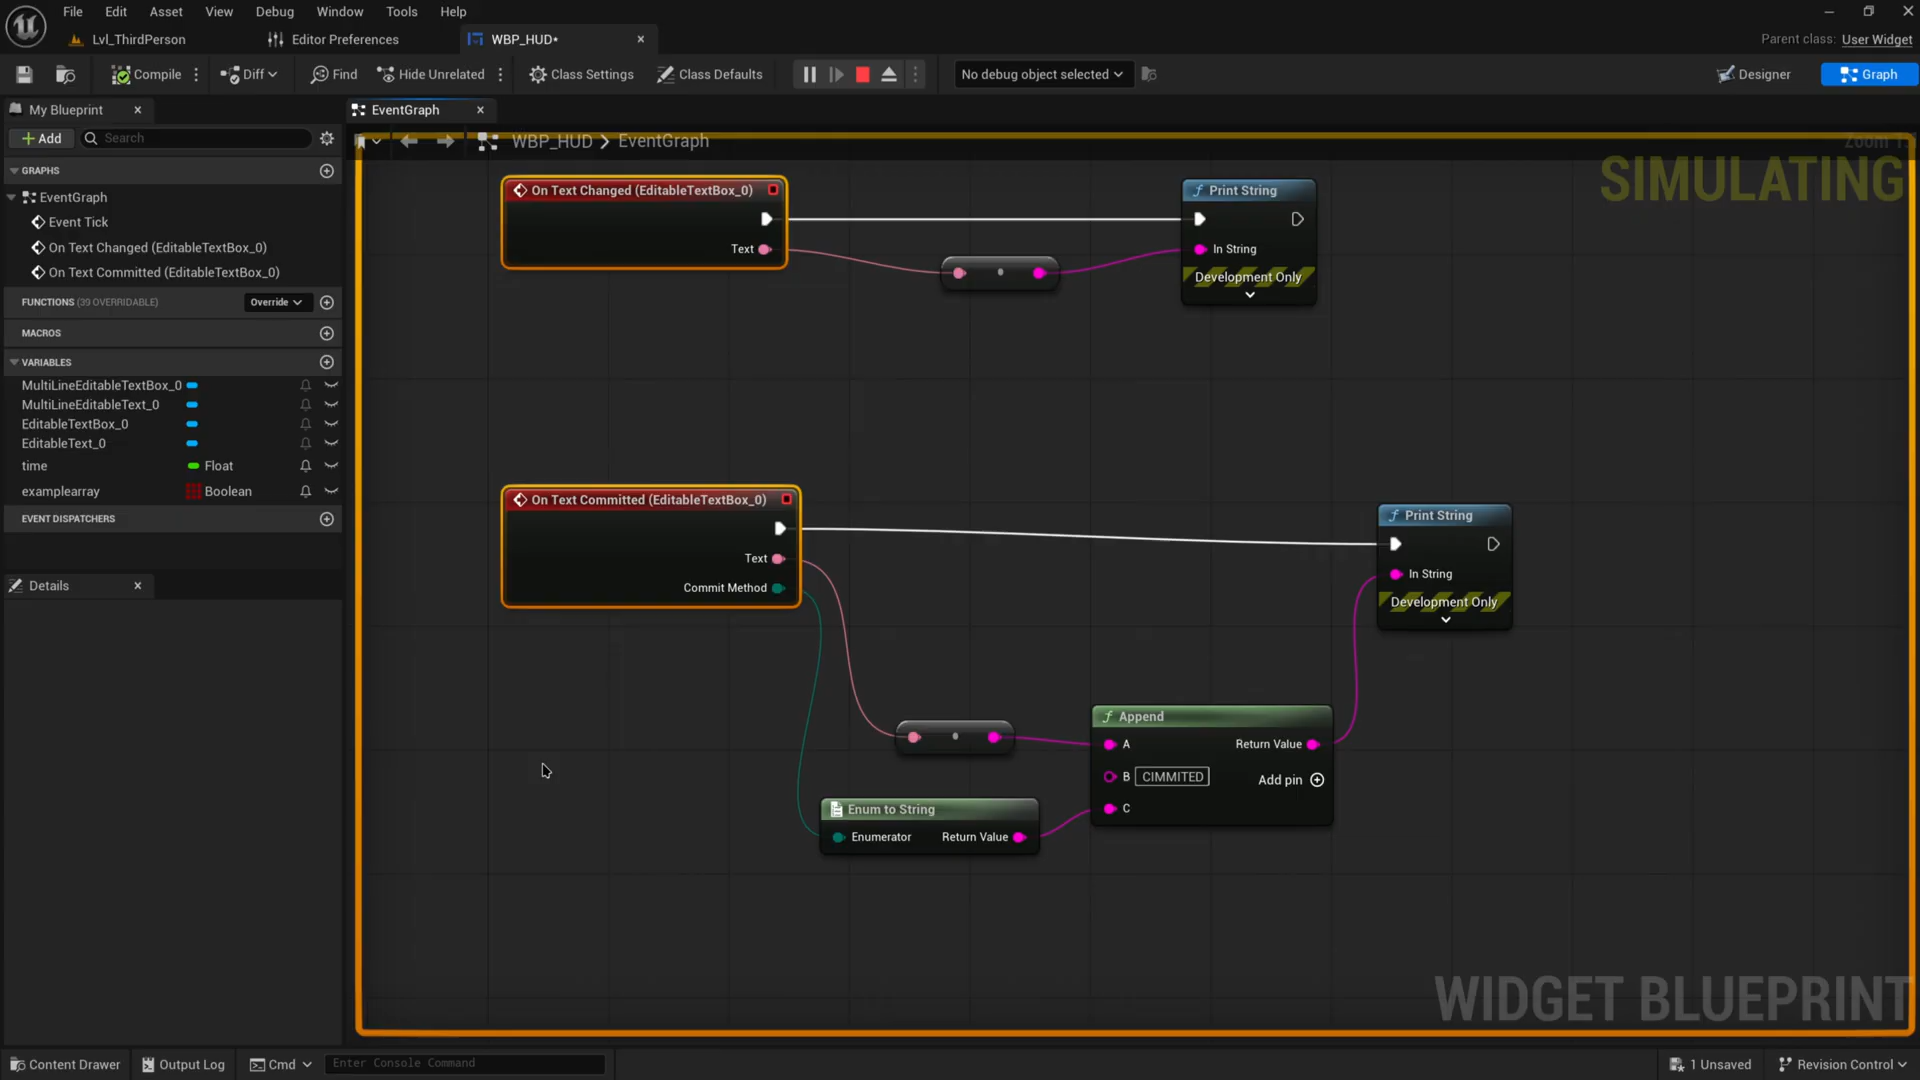 File Edit Asset View Debug Window Tools Help
Lvl_ThirdPerson Editor Preferences WBP_HUD*
Parent class: User Widget
Compile Diff Find Hide Unrelated Class Settings Class Defaults No debug object selected Designer Graph
My Blueprint
EventGraph
+ Add Search
WBP_HUD > EventGraph
SIMULATING
GRAPHS
EventGraph
Event Tick
On Text Changed (EditableTextBox_0)
On Text Committed (EditableTextBox_0)
FUNCTIONS (39 OVERRIDABLE) Override
MACROS
VARIABLES
MultiLineEditableTextBox_0
MultiLineEditableText_0
EditableTextBox_0
EditableText_0
time Float
examplearray Boolean
EVENT DISPATCHERS
Details
On Text Changed (EditableTextBox_0)
Text
Print String
In String
Development Only
On Text Committed (EditableTextBox_0)
Text
Commit Method
Print String
In String
Development Only
Append
A Return Value
B CIMMITED Add pin
C
Enum to String
Enumerator Return Value
WIDGET BLUEPRINT
Content Drawer Output Log Cmd Enter Console Command 1 Unsaved Revision Control